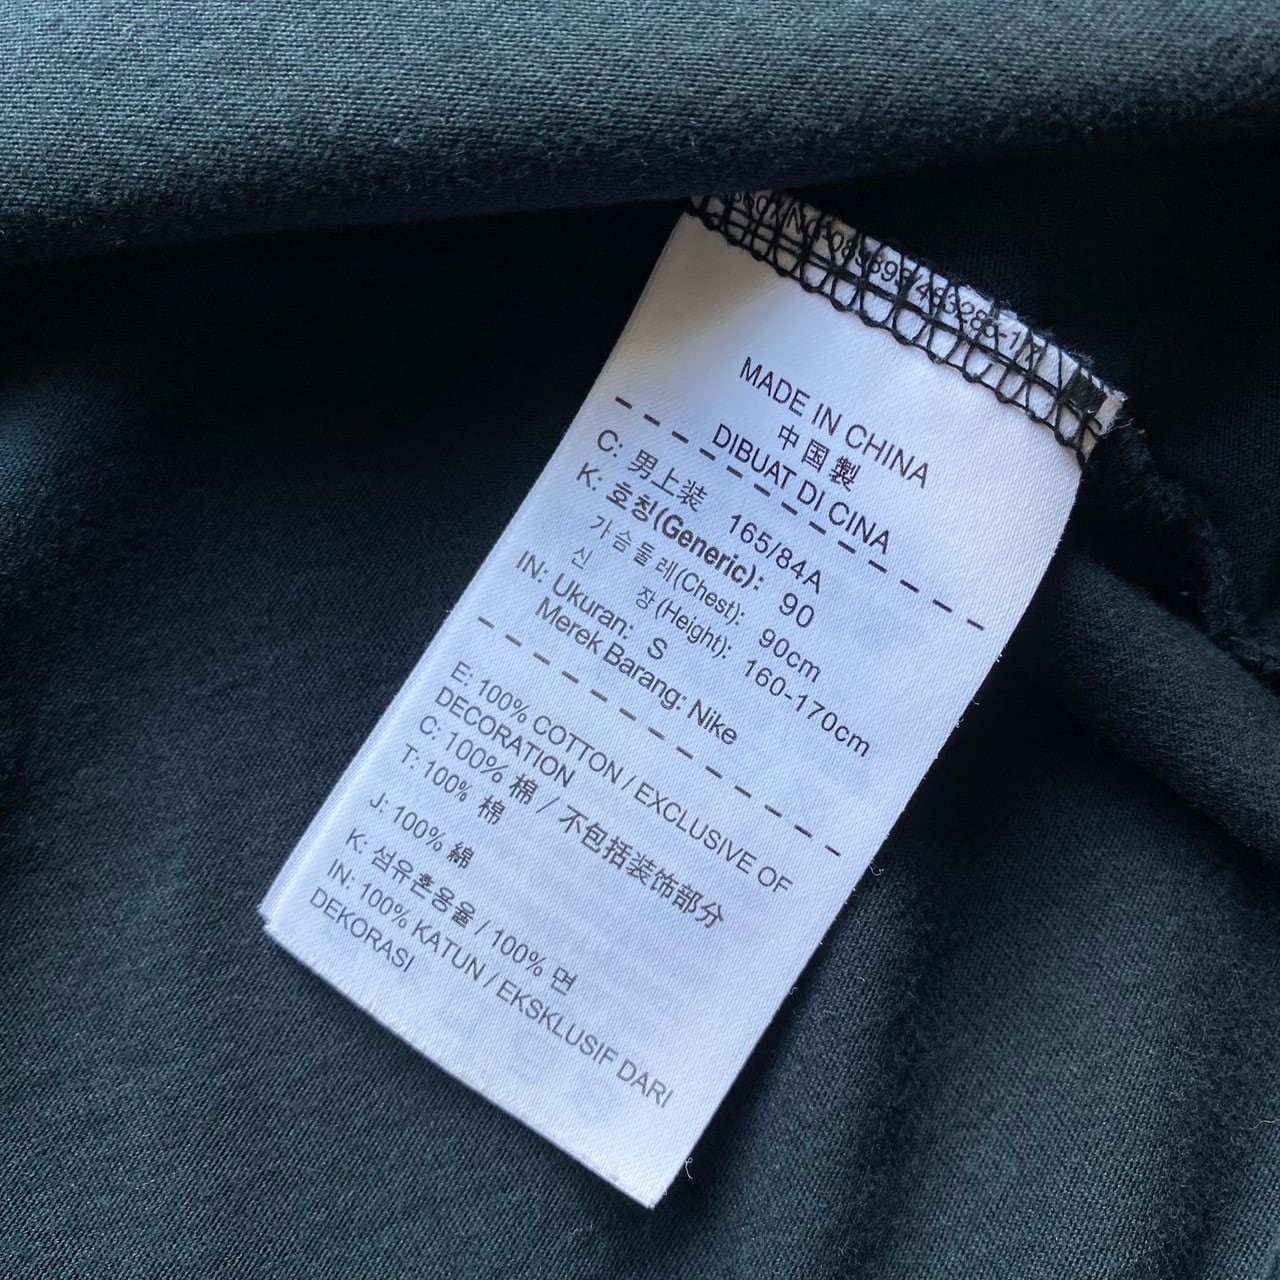 MADE IN CHINA
中国製
DIBUAT DI CINA
C: 男上装 165/84A
K: 호칭(Generic): 90
가슴둘레(Chest): 90cm
신 장(Height): 160-170cm
IN: Ukuran: S
Merek Barang: Nike
E: 100% COTTON / EXCLUSIVE OF
DECORATION
C: 100% 棉 / 不包括装饰部分
T: 100% 棉
J: 100% 綿
K: 섬유혼용율 / 100% 면
IN: 100% KATUN / EKSKLUSIF DARI
DEKORASI